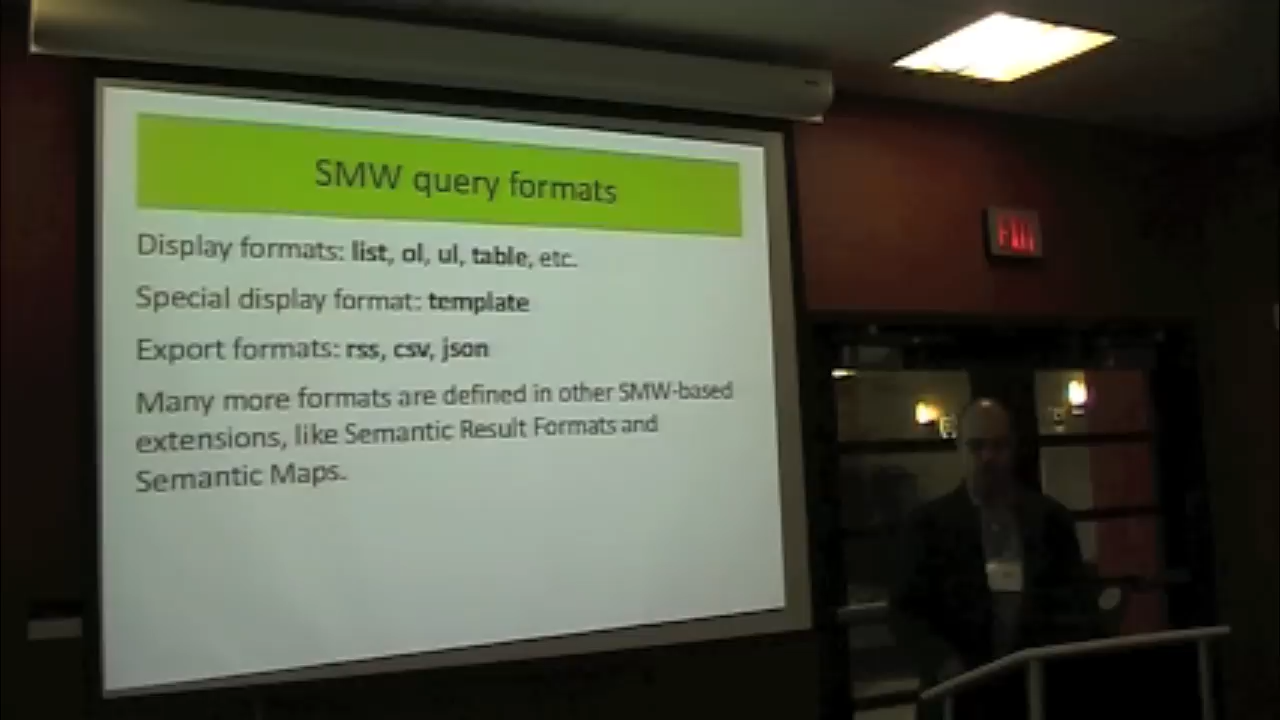 SMW query formats
Display formats: list, ol, ul, table, etc.
Special display format: template
Export formats: rss, csv, json
Many more formats are defined in other SMW-based
extensions, like Semantic Result Formats and
Semantic Maps.
EXIT